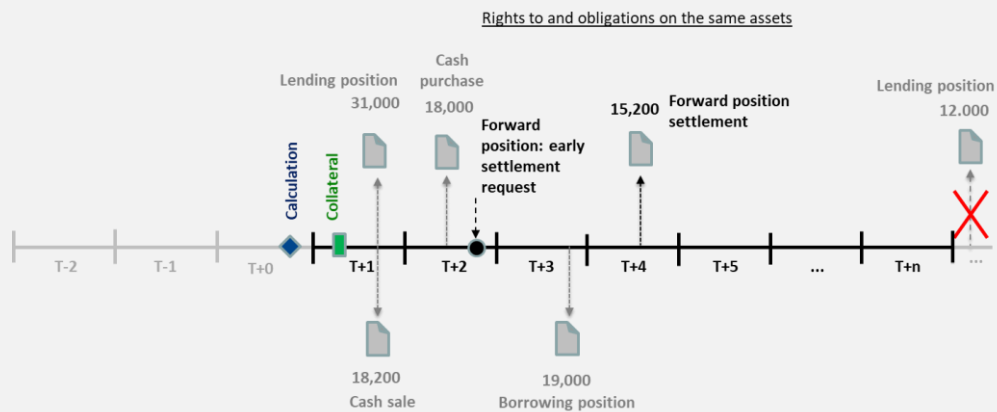 Rights to and obligations on the same assets
Lending position
31,000
Cash
purchase
18,000
Forward
position: early
settlement
request
15,200
Forward position
settlement
Lending position
12.000
Calculation
Collateral
T-2
T-1
T+0
T+1
T+2
T+3
T+4
T+5
...
T+n
...
18,200
Cash sale
19,000
Borrowing position